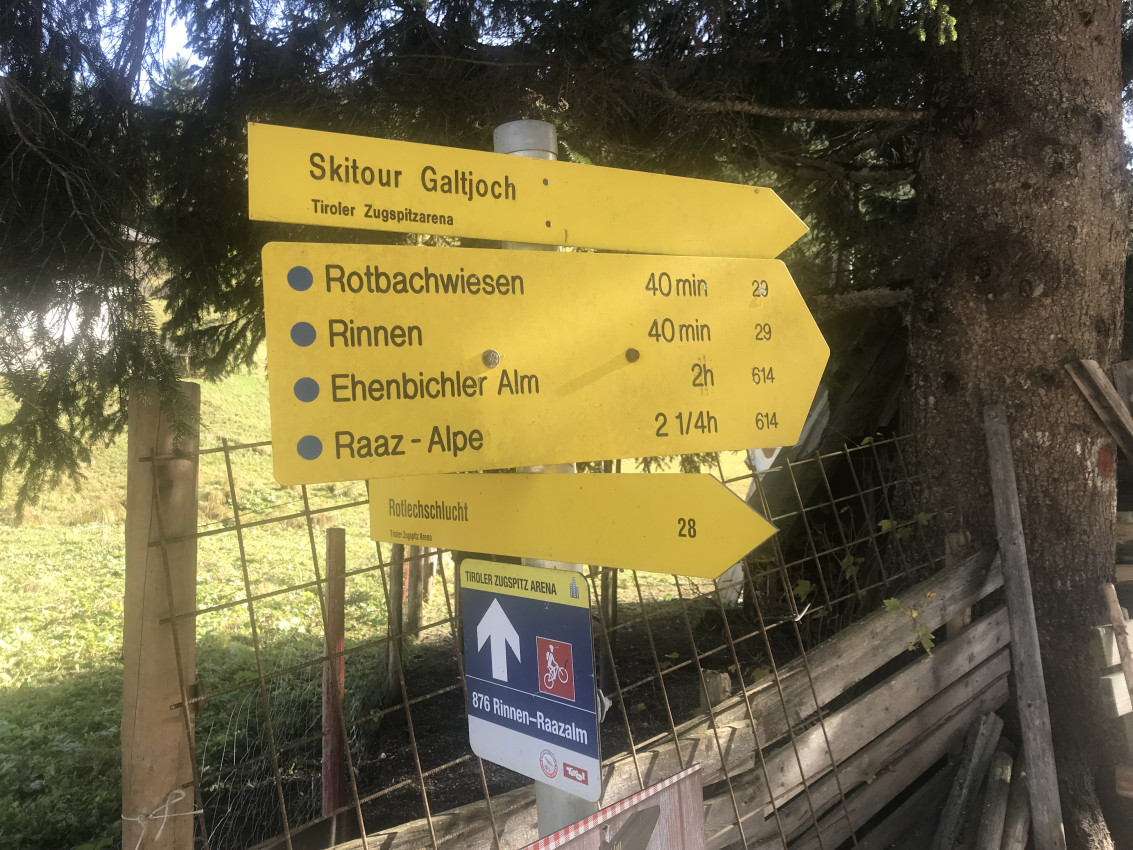 Skitour Galtjoch
Tiroler Zugspitzarena
Rotbachwiesen 40 min 29
Rinnen 40 min 29
Ehenbichler Alm 2h 614
Raaz - Alpe 2 1/4h 614
Rotlechschlucht 28
Tiroler Zugspitz Arena
TIROLER ZUGSPITZ ARENA
876 Rinnen–Raazalm
Tirol